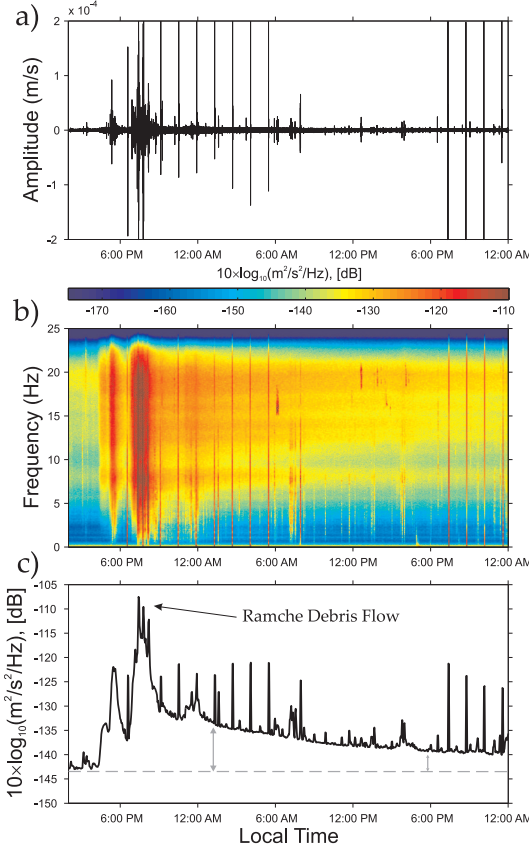 a)
× 10⁻⁴
2
1
0
-1
-2
Amplitude (m/s)
6:00 PM 12:00 AM 6:00 AM 12:00 PM 6:00 PM 12:00 AM
10×log₁₀(m²/s²/Hz), [dB]
-170 -160 -150 -140 -130 -120 -110
b)
25
20
15
10
5
0
Frequency (Hz)
6:00 PM 12:00 AM 6:00 AM 12:00 PM 6:00 PM 12:00 AM
c)
-105
-110
-115
-120
-125
-130
-135
-140
-145
-150
10×log₁₀(m²/s²/Hz), [dB]
Ramche Debris Flow
6:00 PM 12:00 AM 6:00 AM 12:00 PM 6:00 PM 12:00 AM
Local Time